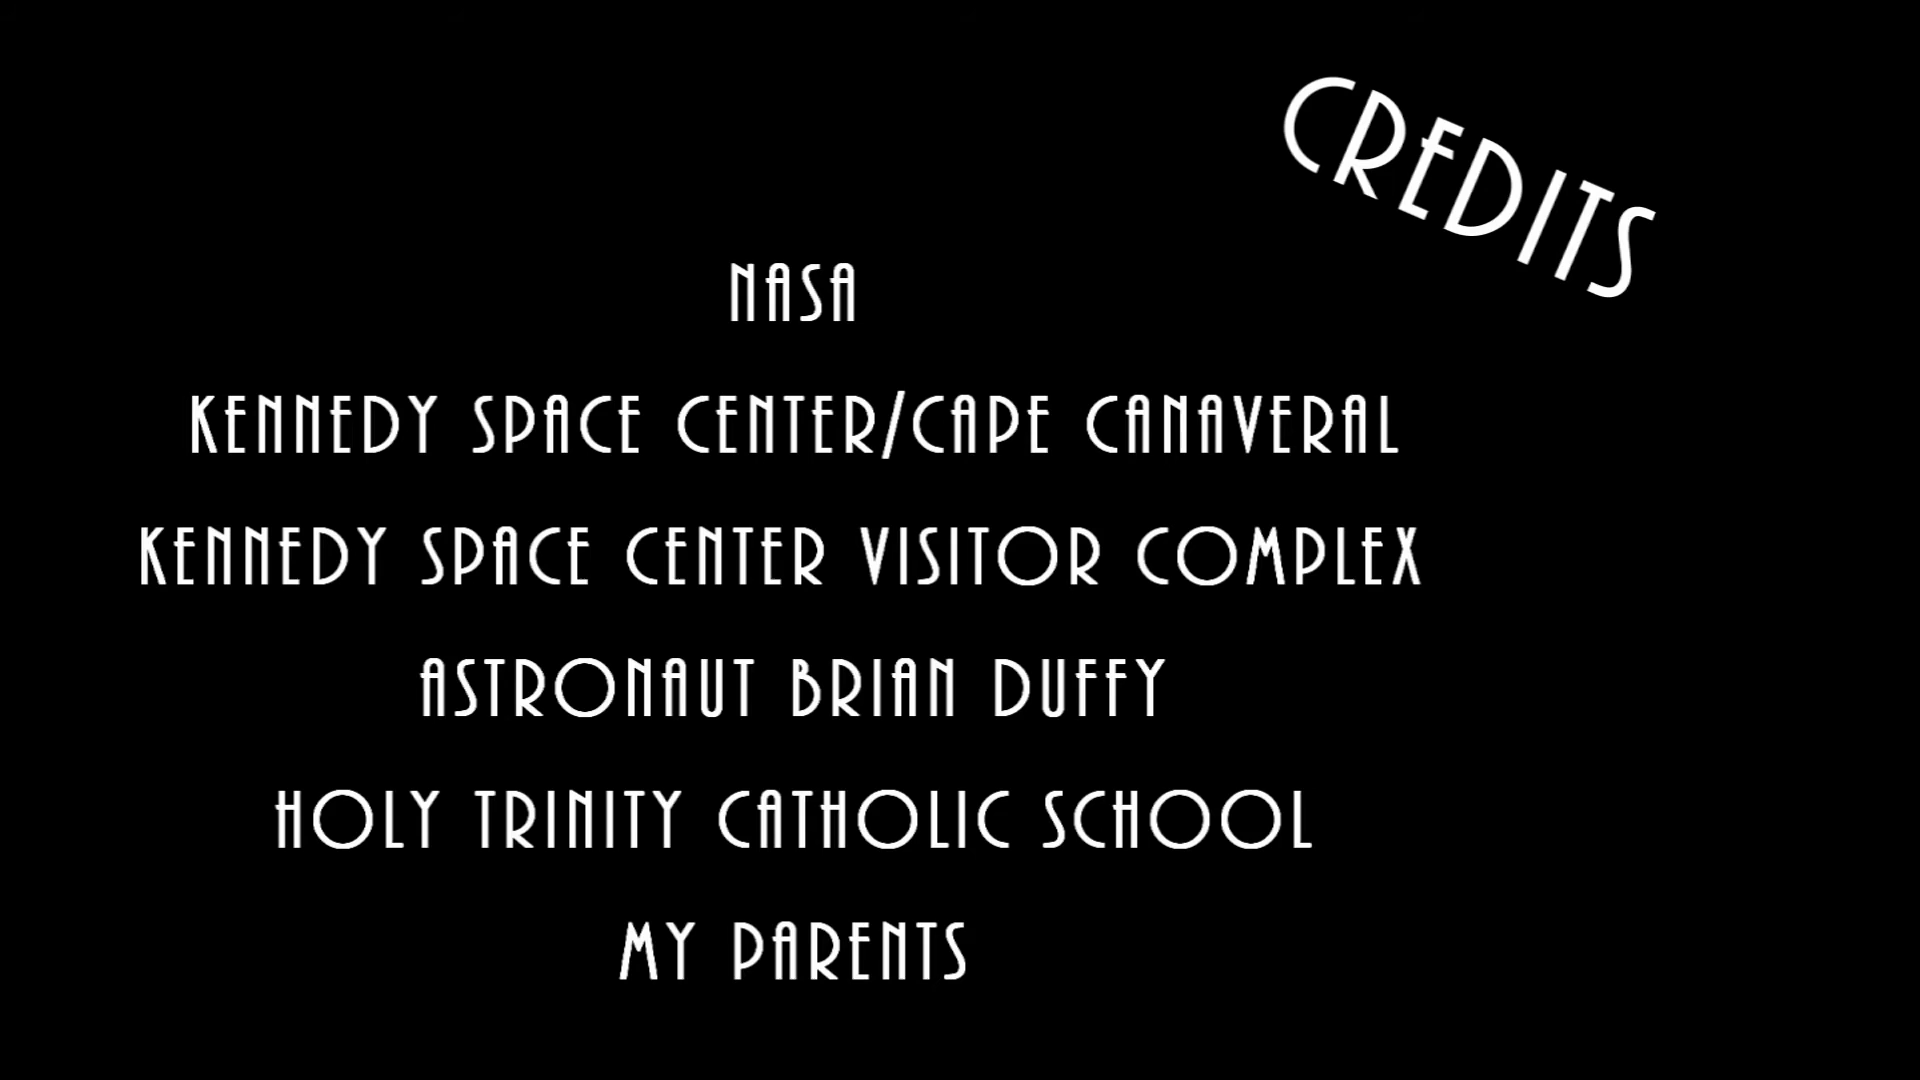 CREDITS
NASA
KENNEDY SPACE CENTER/CAPE CANAVERAL
KENNEDY SPACE CENTER VISITOR COMPLEX
ASTRONAUT BRIAN DUFFY
HOLY TRINITY CATHOLIC SCHOOL
MY PARENTS